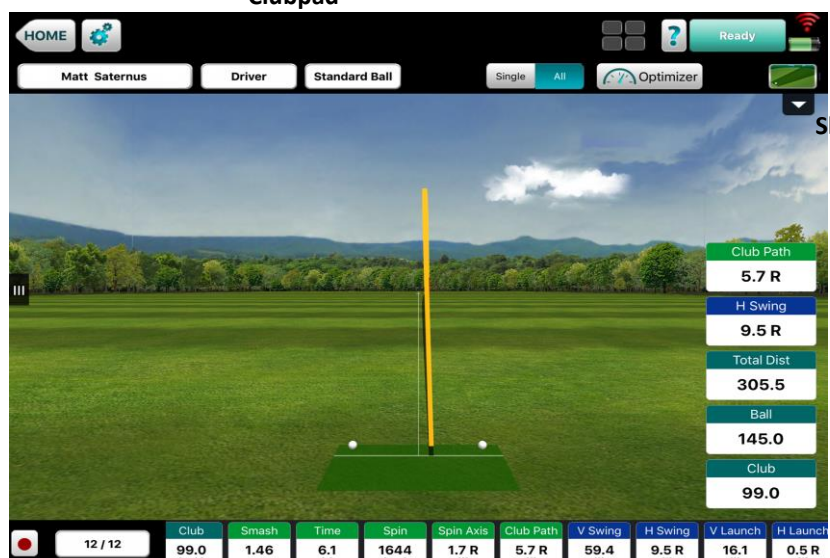 Clubpad
HOME
?
Ready
Matt Saternus
Driver
Standard Ball
Single
All
Optimizer
Club Path
5.7 R
H Swing
9.5 R
Total Dist
305.5
Ball
145.0
Club
99.0
12 / 12
Club Smash Time Spin Spin Axis Club Path V Swing H Swing V Launch H Launch
99.0 1.46 6.1 1644 1.7 R 5.7 R 59.4 9.5 R 16.1 0.5 R